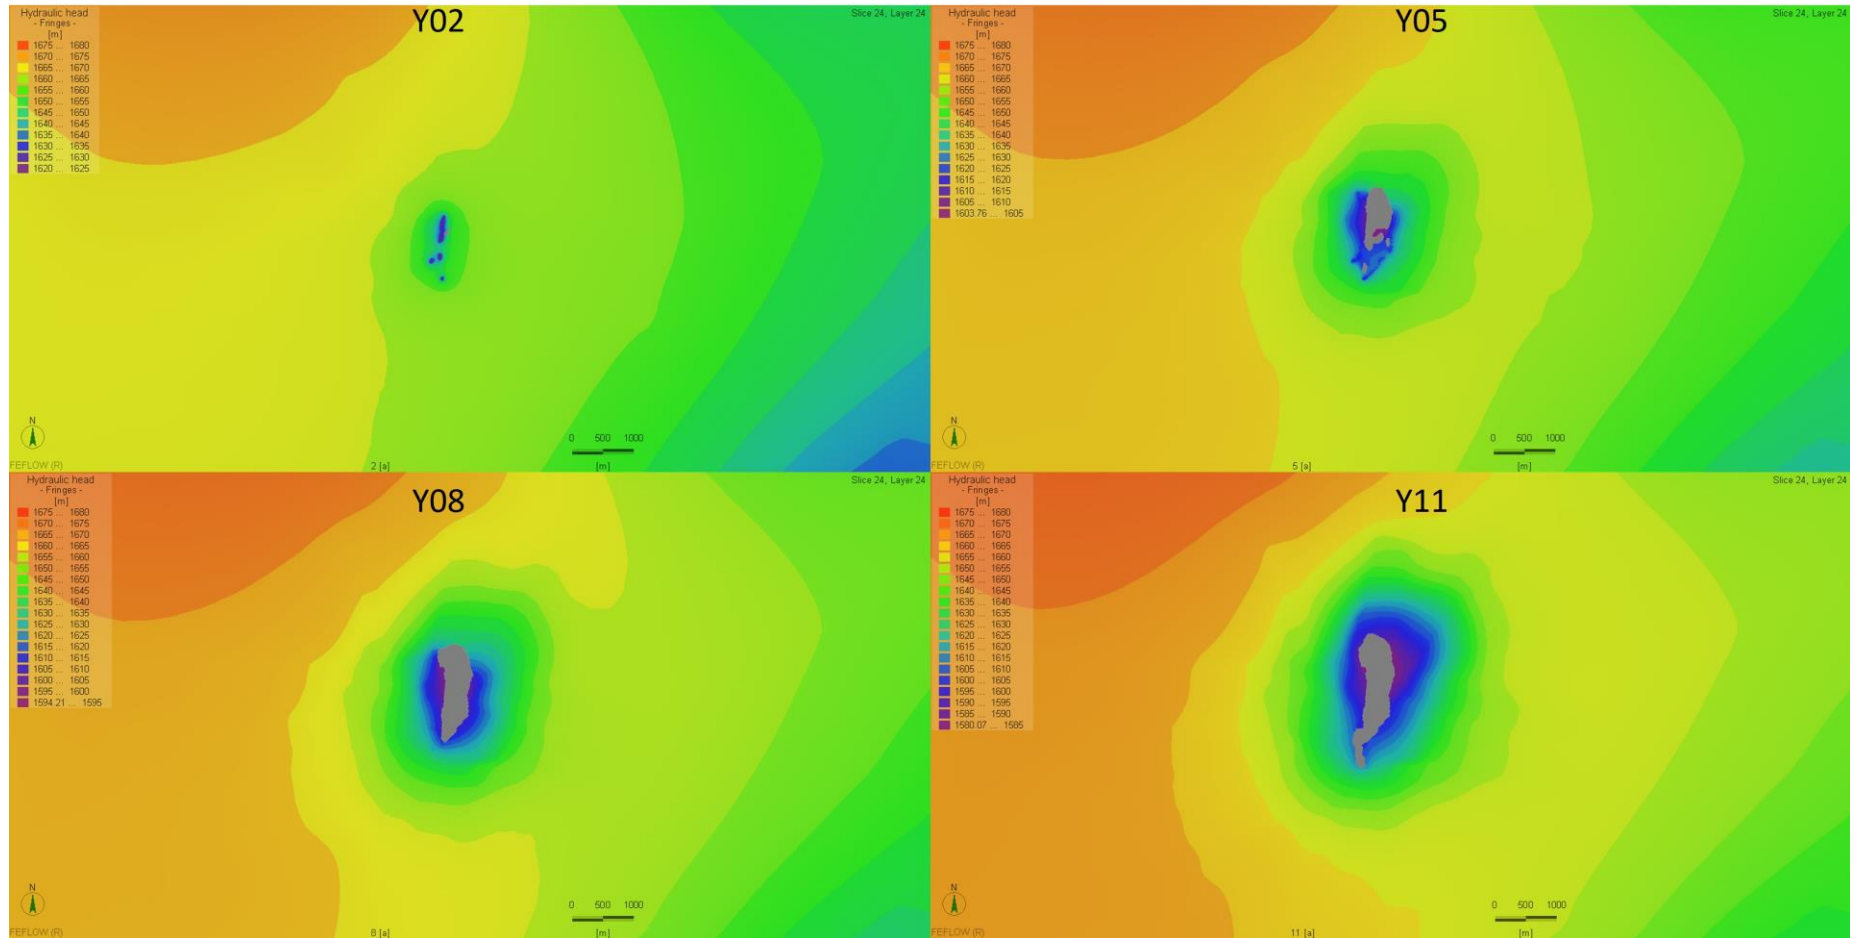 Y02
Hydraulic head
- Fringes -
[m]
1675 ... 1680
1670 ... 1675
1665 ... 1670
1660 ... 1665
1655 ... 1660
1650 ... 1655
1645 ... 1650
1640 ... 1645
1635 ... 1640
1630 ... 1635
1625 ... 1630
1620 ... 1625
Slice 24, Layer 24
N
0 500 1000
[m]
FEFLOW (R)
2 [a]
Y05
Hydraulic head
- Fringes -
[m]
1675 ... 1680
1670 ... 1675
1665 ... 1670
1660 ... 1665
1655 ... 1660
1650 ... 1655
1645 ... 1650
1640 ... 1645
1635 ... 1640
1630 ... 1635
1625 ... 1630
1620 ... 1625
1615 ... 1620
1610 ... 1615
1605 ... 1610
1603.76 ... 1605
Slice 24, Layer 24
N
0 500 1000
[m]
FEFLOW (R)
5 [a]
Y08
Hydraulic head
- Fringes -
[m]
1675 ... 1680
1670 ... 1675
1665 ... 1670
1660 ... 1665
1655 ... 1660
1650 ... 1655
1645 ... 1650
1640 ... 1645
1635 ... 1640
1630 ... 1635
1625 ... 1630
1620 ... 1625
1615 ... 1620
1610 ... 1615
1605 ... 1610
1600 ... 1605
1595 ... 1600
1594.21 ... 1595
Slice 24, Layer 24
N
0 500 1000
[m]
FEFLOW (R)
8 [a]
Y11
Hydraulic head
- Fringes -
[m]
1675 ... 1680
1670 ... 1675
1665 ... 1670
1660 ... 1665
1655 ... 1660
1650 ... 1655
1645 ... 1650
1640 ... 1645
1635 ... 1640
1630 ... 1635
1625 ... 1630
1620 ... 1625
1615 ... 1620
1610 ... 1615
1605 ... 1610
1600 ... 1605
1595 ... 1600
1590 ... 1595
1585 ... 1590
1580.07 ... 1585
Slice 24, Layer 24
N
0 500 1000
[m]
FEFLOW (R)
11 [a]